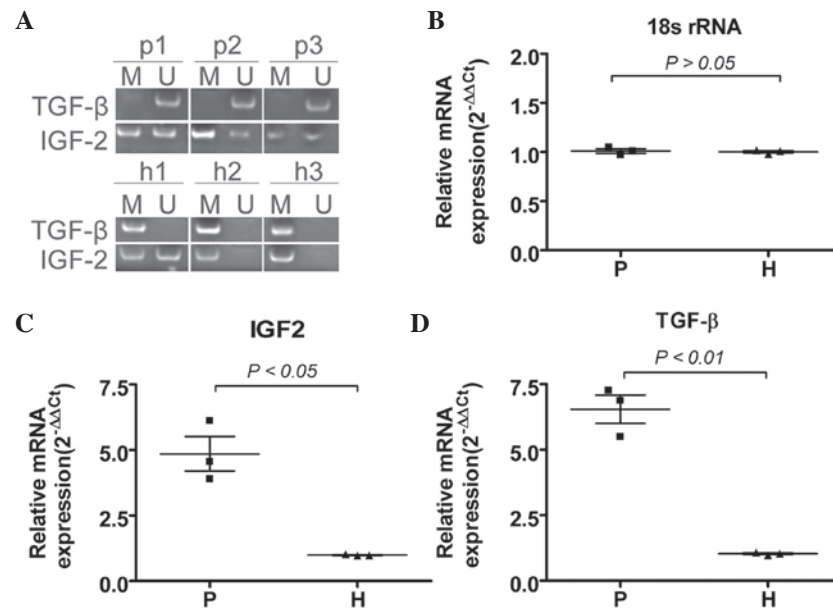 A
p1 p2 p3
M U M U M U
TGF-β
IGF-2
h1 h2 h3
M U M U M U
TGF-β
IGF-2
B
18s rRNA
P > 0.05
Relative mRNA
expression(2^-ΔΔCt)
2.0
1.5
1.0
0.5
0.0
P H
C
IGF2
P < 0.05
Relative mRNA
expression(2^-ΔΔCt)
7.5
5.0
2.5
0.0
P H
D
TGF-β
P < 0.01
Relative mRNA
expression(2^-ΔΔCt)
7.5
5.0
2.5
0.0
P H